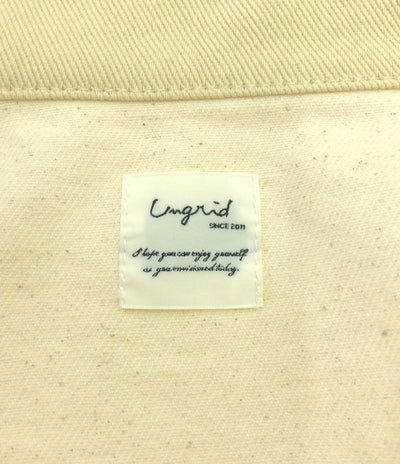 Ungrid
SINCE 2011
I hope you can enjoy yourself
as you envisioned today.